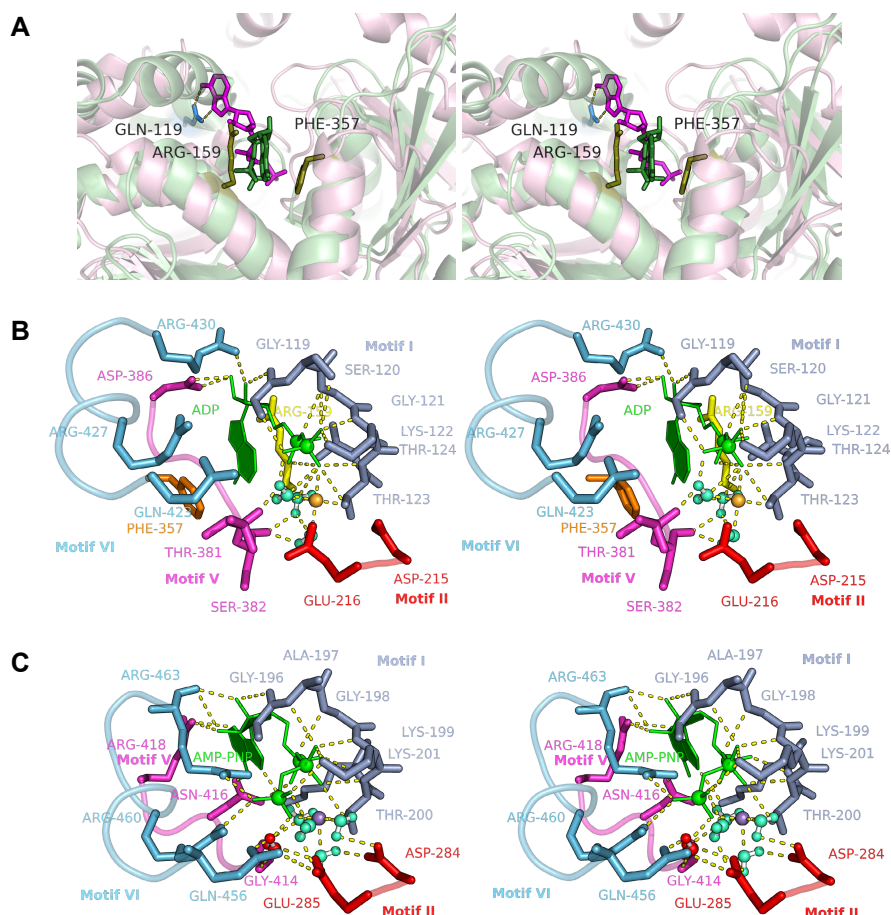 A
GLN-119 PHE-357 GLN-119 PHE-357
ARG-159 ARG-159
B
ARG-430 GLY-119 Motif I ARG-430 GLY-119 Motif I
SER-120 SER-120
ASP-386 ASP-386
GLY-121 GLY-121
ADP ARG-159 ADP ARG-159
ARG-427 LYS-122 ARG-427 LYS-122
THR-124 THR-124
THR-123 THR-123
GLN-423 GLN-423
PHE-357 PHE-357
Motif VI THR-381 Motif VI THR-381
Motif V ASP-215 Motif V ASP-215
GLU-216 Motif II GLU-216 Motif II
SER-382 SER-382
C
ALA-197 Motif I ALA-197 Motif I
ARG-463 GLY-196 ARG-463 GLY-196
GLY-198 GLY-198
LYS-199 LYS-199
ARG-418 LYS-201 ARG-418 LYS-201
Motif V AMP-PNP Motif V AMP-PNP
ASN-416 ASN-416
ARG-460 THR-200 ARG-460 THR-200
ASP-284 ASP-284
GLY-414 GLY-414
Motif VI GLN-456 Motif VI GLN-456
GLU-285 Motif II GLU-285 Motif II